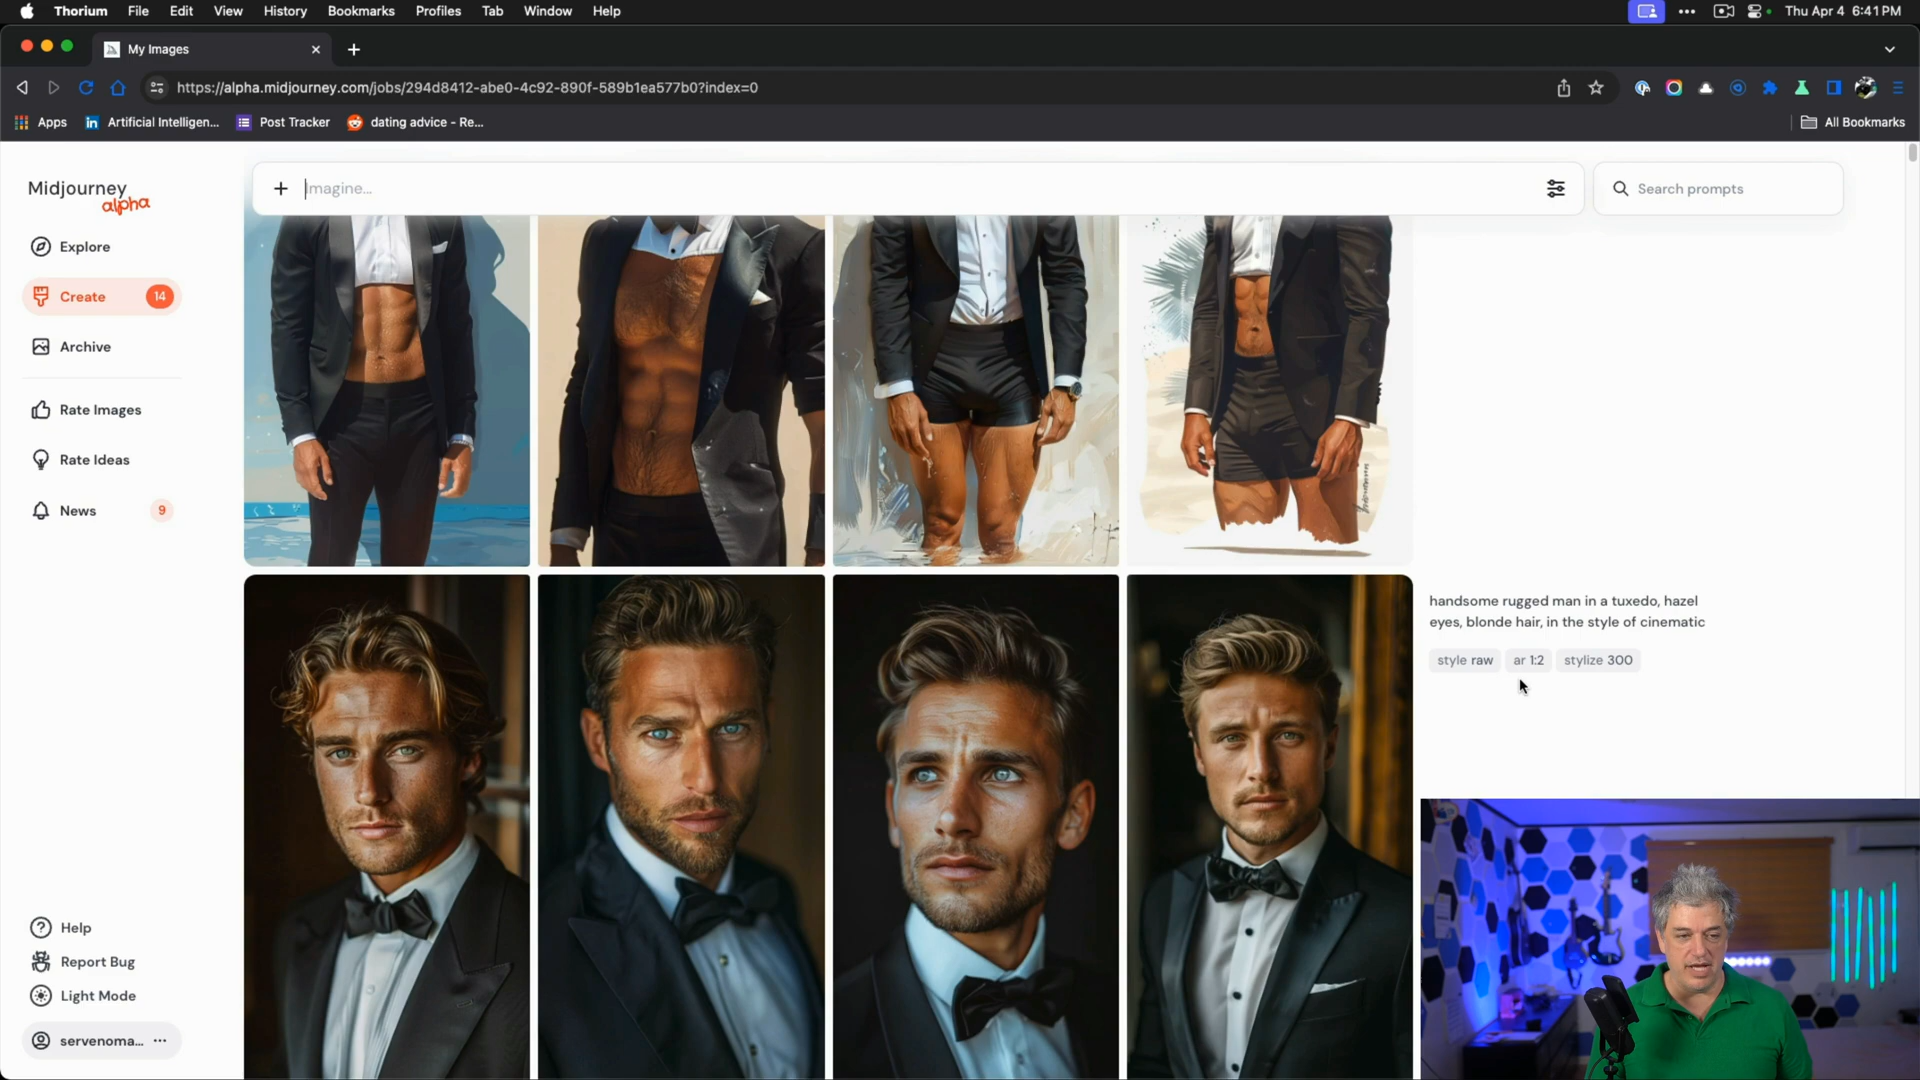 Thorium File Edit View History Bookmarks Profiles Tab Window Help
Thu Apr 4 6:41 PM
My Images
https://alpha.midjourney.com/jobs/294d8412-abe0-4c92-890f-589b1ea577b0?index=0
Apps Artificial Intelligen... Post Tracker dating advice - Re... All Bookmarks
Midjourney
alpha
Imagine...
Search prompts
Explore
Create 14
Archive
Rate Images
Rate Ideas
News 9
handsome rugged man in a tuxedo, hazel
eyes, blonde hair, in the style of cinematic
style raw ar 1:2 stylize 300
Help
Report Bug
Light Mode
servenoma...